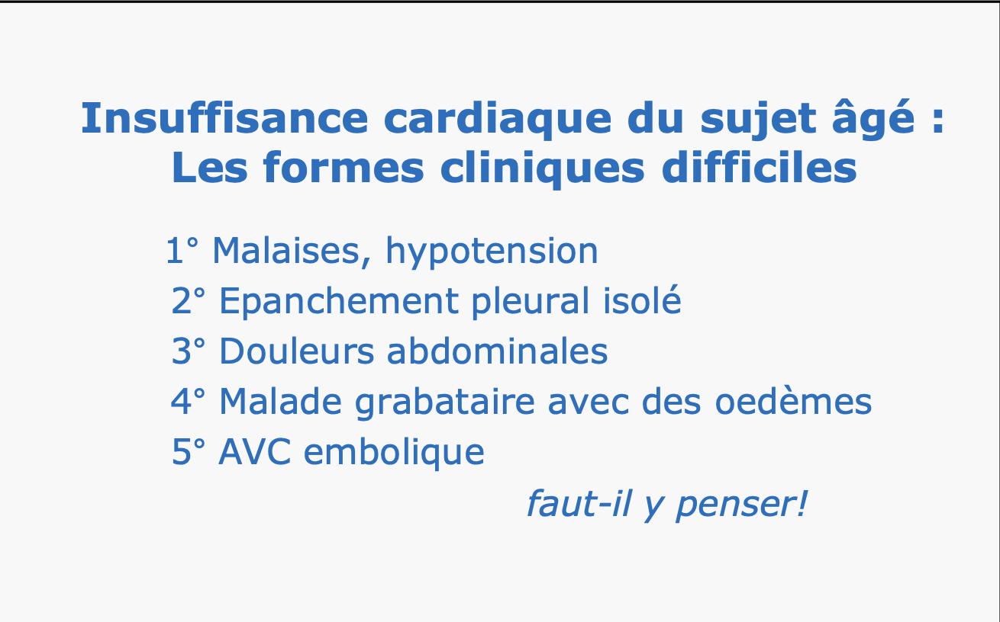 Insuffisance cardiaque du sujet âgé :
Les formes cliniques difficiles
1° Malaises, hypotension
2° Epanchement pleural isolé
3° Douleurs abdominales
4° Malade grabataire avec des oedèmes
5° AVC embolique
faut-il y penser!